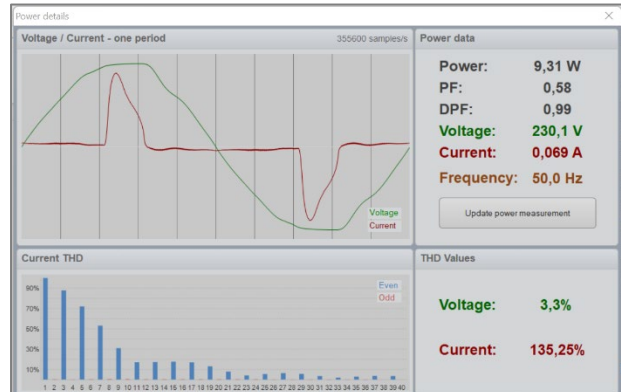 Power details
Voltage / Current - one period
355600 samples/s
Voltage
Current
Power data
Power: 9,31 W
PF: 0,58
DPF: 0,99
Voltage: 230,1 V
Current: 0,069 A
Frequency: 50,0 Hz
Update power measurement
Current THD
Even
Odd
90%
70%
50%
30%
10%
1 2 3 4 5 6 7 8 9 10 11 12 13 14 15 16 17 18 19 20 21 22 23 24 25 26 27 28 29 30 31 32 33 34 35 36 37 38 39 40
THD Values
Voltage: 3,3%
Current: 135,25%